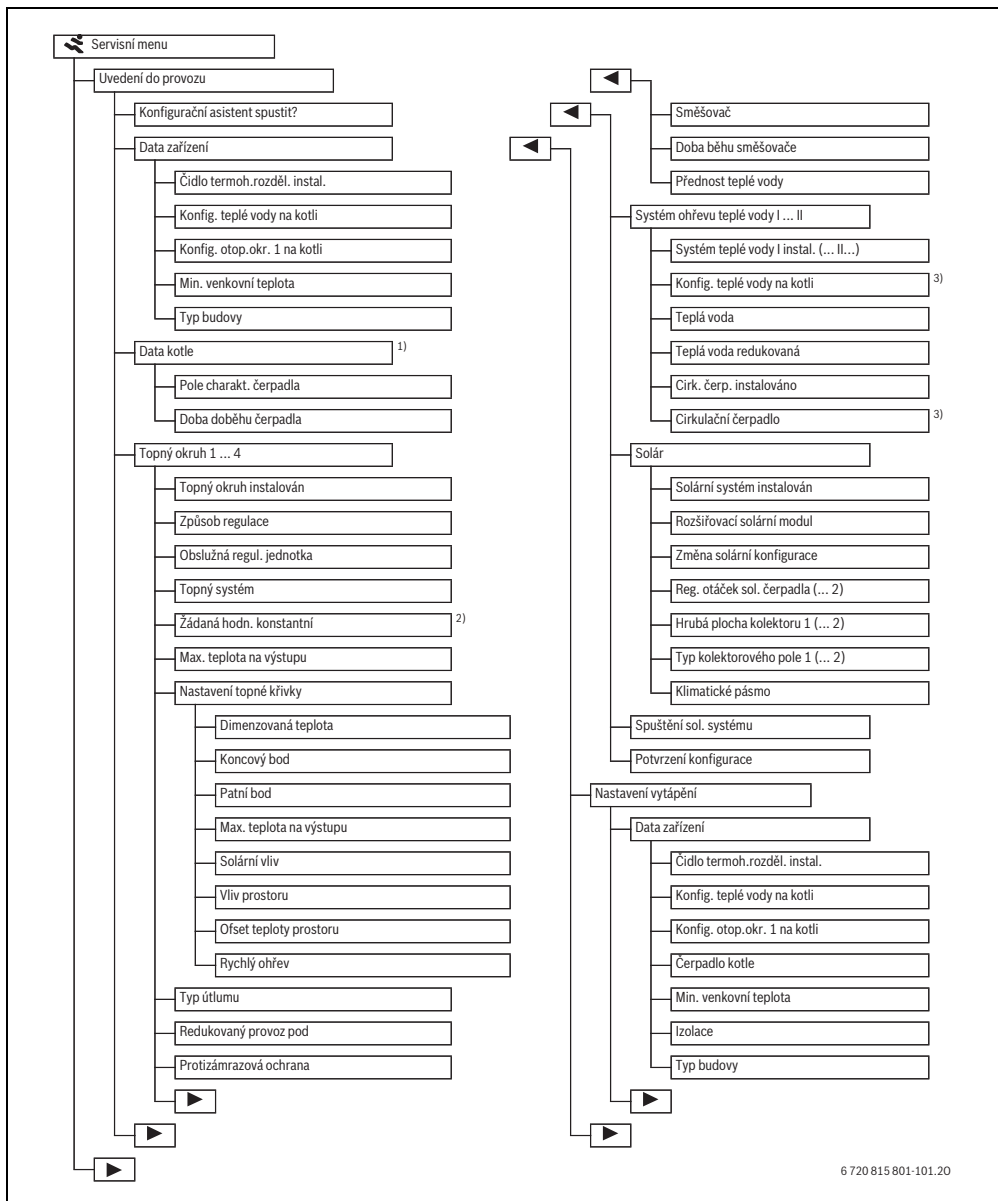 Servisní menu
Uvedení do provozu
Konfigurační asistent spustit?
Data zařízení
Čidlo termoh.rozděl. instal.
Konfig. teplé vody na kotli
Konfig. otop.okr. 1 na kotli
Min. venkovní teplota
Typ budovy
Data kotle 1)
Pole charakt. čerpadla
Doba doběhu čerpadla
Topný okruh 1 ... 4
Topný okruh instalován
Způsob regulace
Obslužná regul. jednotka
Topný systém
Žádaná hodn. konstantní 2)
Max. teplota na výstupu
Nastavení topné křivky
Dimenzovaná teplota
Koncový bod
Patní bod
Max. teplota na výstupu
Solární vliv
Vliv prostoru
Ofset teploty prostoru
Rychlý ohřev
Typ útlumu
Redukovaný provoz pod
Protizámrazová ochrana
Směšovač
Doba běhu směšovače
Přednost teplé vody
Systém ohřevu teplé vody I ... II
Systém teplé vody I instal. (... II...)
Konfig. teplé vody na kotli 3)
Teplá voda
Teplá voda redukovaná
Cirk. čerp. instalováno
Cirkulační čerpadlo 3)
Solár
Solární systém instalován
Rozšiřovací solární modul
Změna solární konfigurace
Reg. otáček sol. čerpadla (... 2)
Hrubá plocha kolektoru 1 (... 2)
Typ kolektorového pole 1 (... 2)
Klimatické pásmo
Spuštění sol. systému
Potvrzení konfigurace
Nastavení vytápění
Data zařízení
Čidlo termoh.rozděl. instal.
Konfig. teplé vody na kotli
Konfig. otop.okr. 1 na kotli
Čerpadlo kotle
Min. venkovní teplota
Izolace
Typ budovy
6 720 815 801-101.2O